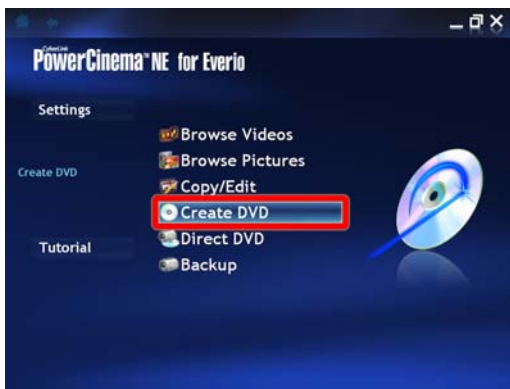 CyberLink
PowerCinema™ NE for Everio
Settings
Browse Videos
Browse Pictures
Create DVD
Copy/Edit
Create DVD
Direct DVD
Tutorial
Backup